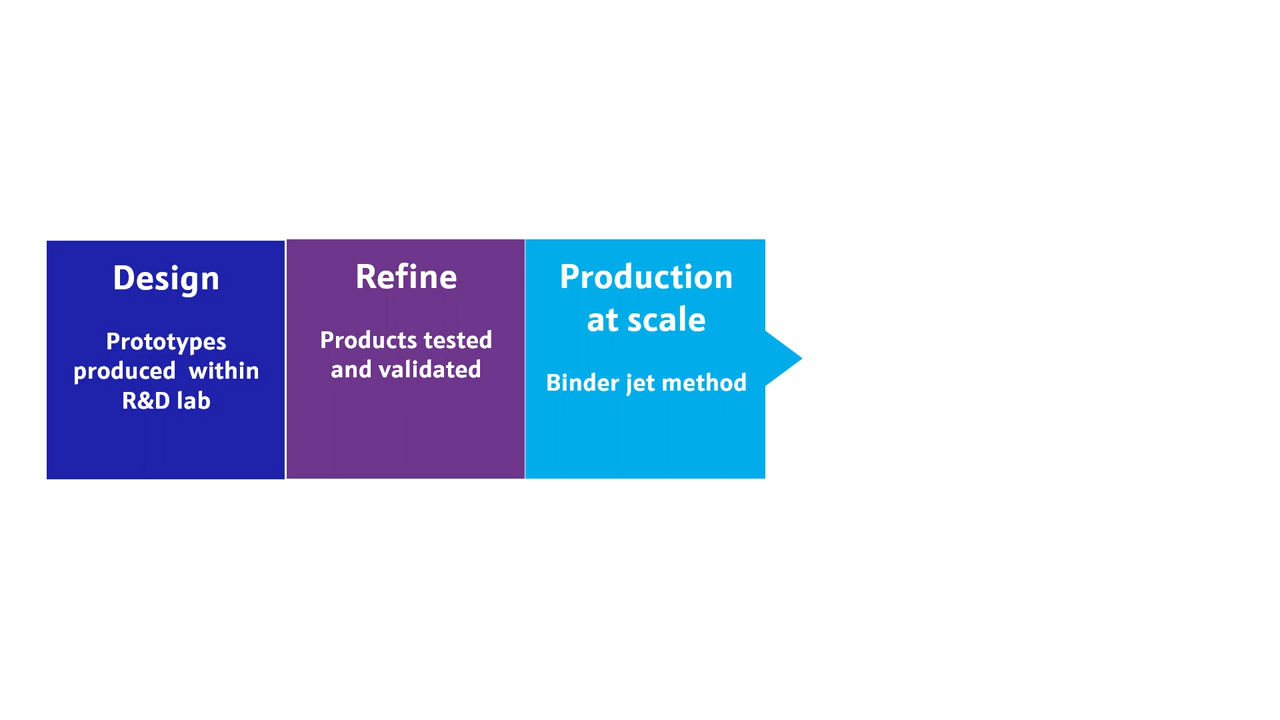 Design
Prototypes
produced  within
R&D lab
Refine
Products tested
and validated
Production
at scale
Binder jet method